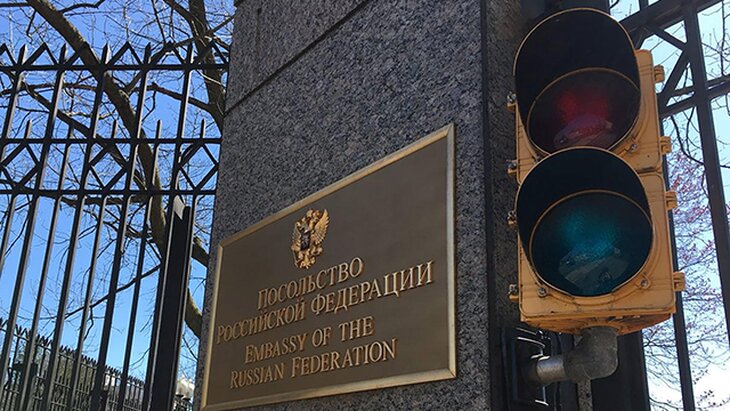 ПОСОЛЬСТВО
РОССИЙСКОЙ ФЕДЕРАЦИИ
EMBASSY OF THE
RUSSIAN FEDERATION